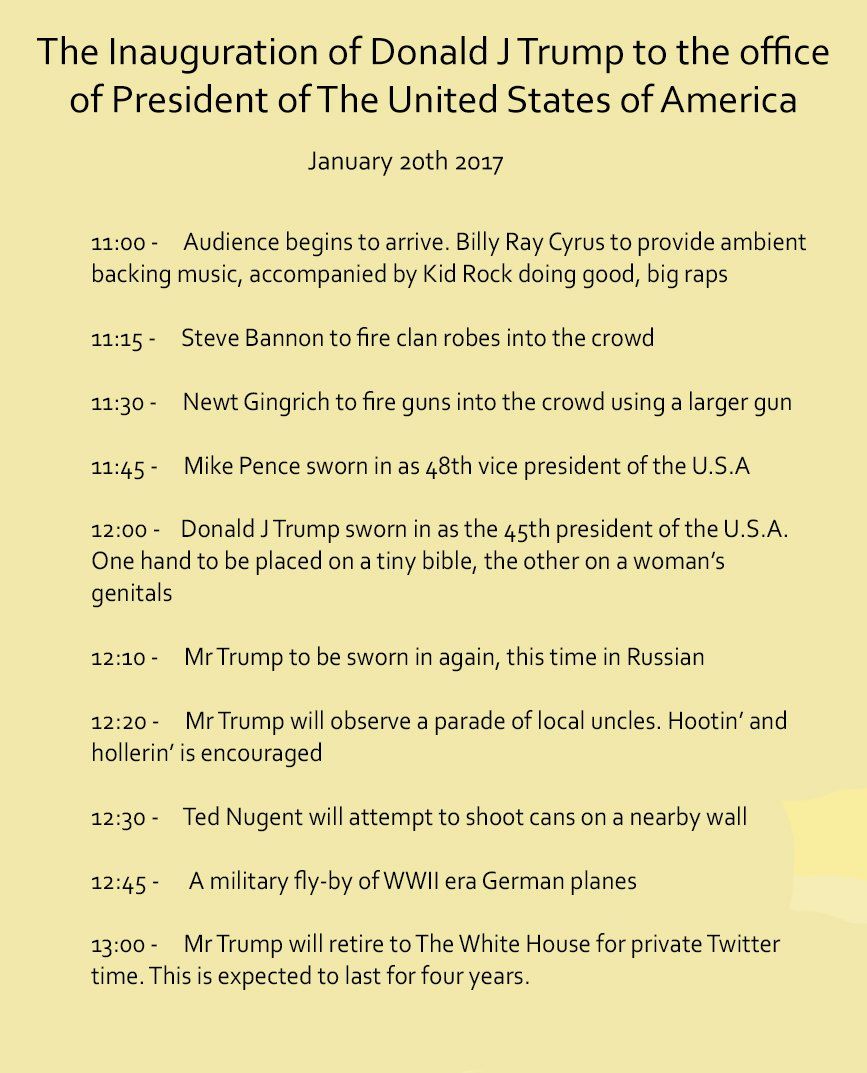 The Inauguration of Donald J Trump to the office
of President of The United States of America
January 20th 2017
11:00 - Audience begins to arrive. Billy Ray Cyrus to provide ambient
backing music, accompanied by Kid Rock doing good, big raps
11:15 - Steve Bannon to fire clan robes into the crowd
11:30 - Newt Gingrich to fire guns into the crowd using a larger gun
11:45 - Mike Pence sworn in as 48th vice president of the U.S.A
12:00 - Donald J Trump sworn in as the 45th president of the U.S.A.
One hand to be placed on a tiny bible, the other on a woman's
genitals
12:10 - Mr Trump to be sworn in again, this time in Russian
12:20 - Mr Trump will observe a parade of local uncles. Hootin' and
hollerin' is encouraged
12:30 - Ted Nugent will attempt to shoot cans on a nearby wall
12:45 - A military fly-by of WWII era German planes
13:00 - Mr Trump will retire to The White House for private Twitter
time. This is expected to last for four years.